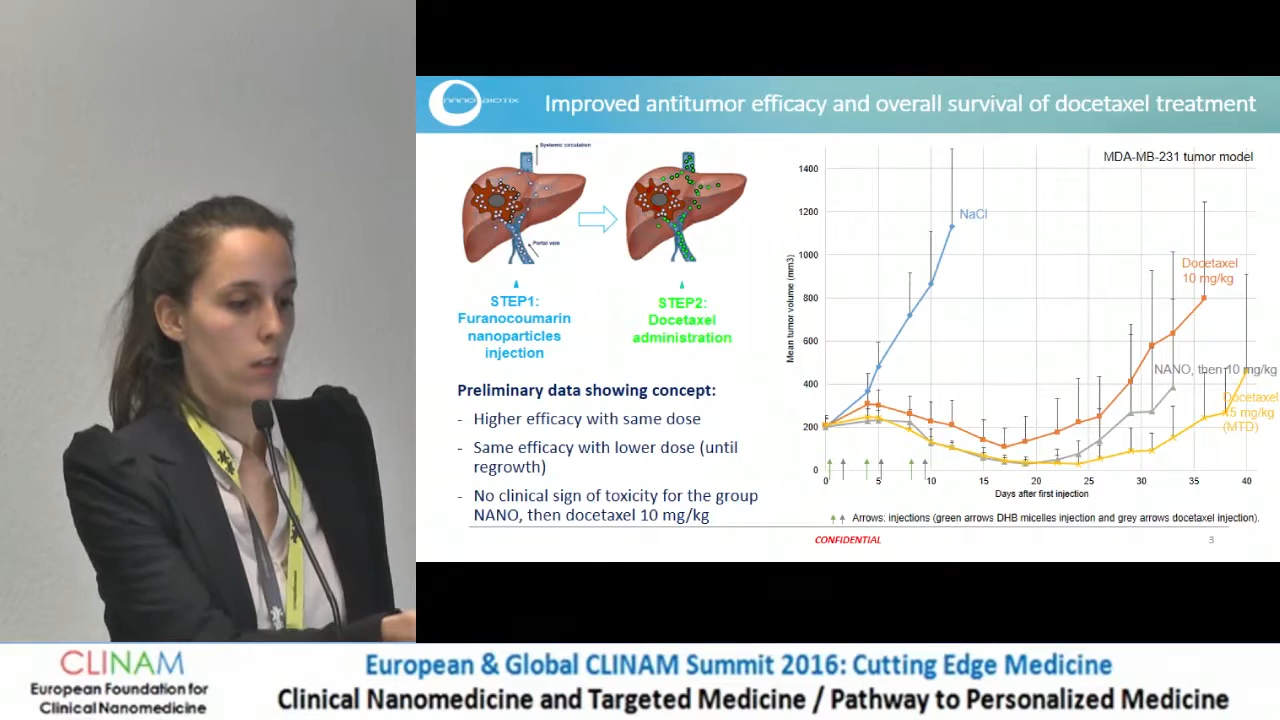 NANOBIOTIX
Improved antitumor efficacy and overall survival of docetaxel treatment
Systemic circulation
Portal vein
STEP1:
Furanocoumarin
nanoparticles
injection
STEP2:
Docetaxel
administration
Preliminary data showing concept:
- Higher efficacy with same dose
- Same efficacy with lower dose (until
regrowth)
- No clinical sign of toxicity for the group
NANO, then docetaxel 10 mg/kg
MDA-MB-231 tumor model
Mean tumor volume (mm3)
1400
1200
1000
800
600
400
200
0
NaCl
Docetaxel
10 mg/kg
NANO, then 10 mg/kg
Docetaxel
15 mg/kg
(MTD)
0 5 10 15 20 25 30 35 40
Days after first injection
Arrows: injections (green arrows DHB micelles injection and grey arrows docetaxel injection).
CONFIDENTIAL
3
CLINAM
European Foundation for
Clinical Nanomedicine
European & Global CLINAM Summit 2016: Cutting Edge Medicine
Clinical Nanomedicine and Targeted Medicine / Pathway to Personalized Medicine